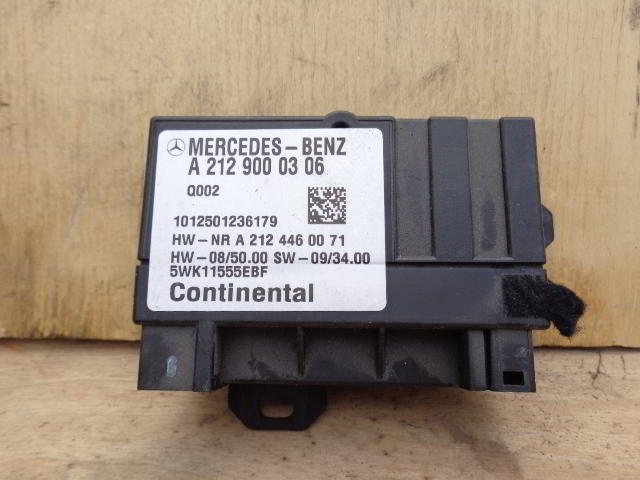 MERCEDES-BENZ
A 212 900 03 06
Q002
1012501236179
HW-NR A 212 446 00 71
HW-08/50.00 SW-09/34.00
5WK11555EBF
Continental